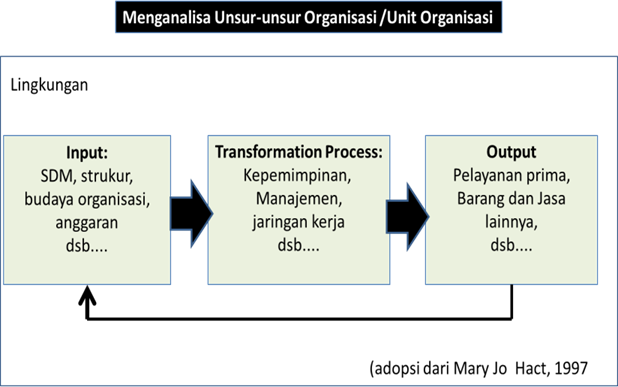 Menganalisa Unsur-unsur Organisasi /Unit Organisasi
Lingkungan
Input:
SDM, strukur,
budaya organisasi,
anggaran
dsb....
Transformation Process:
Kepemimpinan,
Manajemen,
jaringan kerja
dsb....
Output
Pelayanan prima,
Barang dan Jasa
lainnya,
dsb....
(adopsi dari Mary Jo Hact, 1997